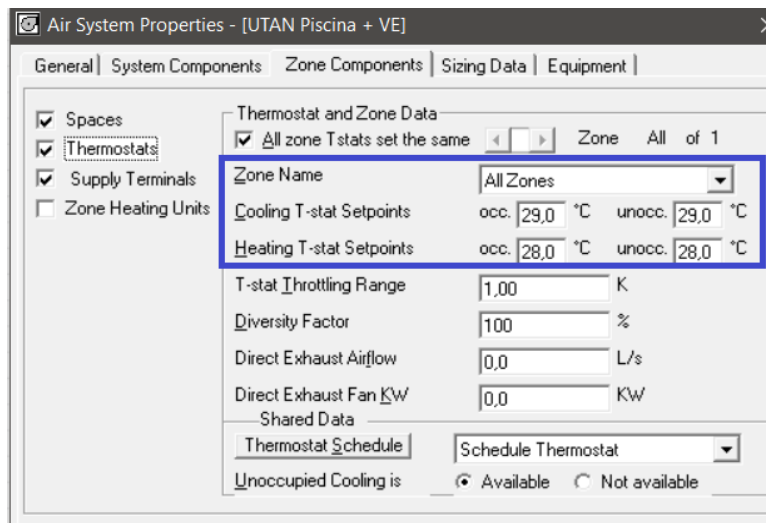 Air System Properties - [UTAN Piscina + VE]
General System Components Zone Components Sizing Data Equipment
Spaces
Thermostats
Supply Terminals
Zone Heating Units
Thermostat and Zone Data
All zone Tstats set the same Zone All of 1
Zone Name All Zones
Cooling T-stat Setpoints occ. 29,0 °C unocc. 29,0 °C
Heating T-stat Setpoints occ. 28,0 °C unocc. 28,0 °C
T-stat Throttling Range 1,00 K
Diversity Factor 100 %
Direct Exhaust Airflow 0,0 L/s
Direct Exhaust Fan KW 0,0 KW
Shared Data
Thermostat Schedule Schedule Thermostat
Unoccupied Cooling is Available Not available